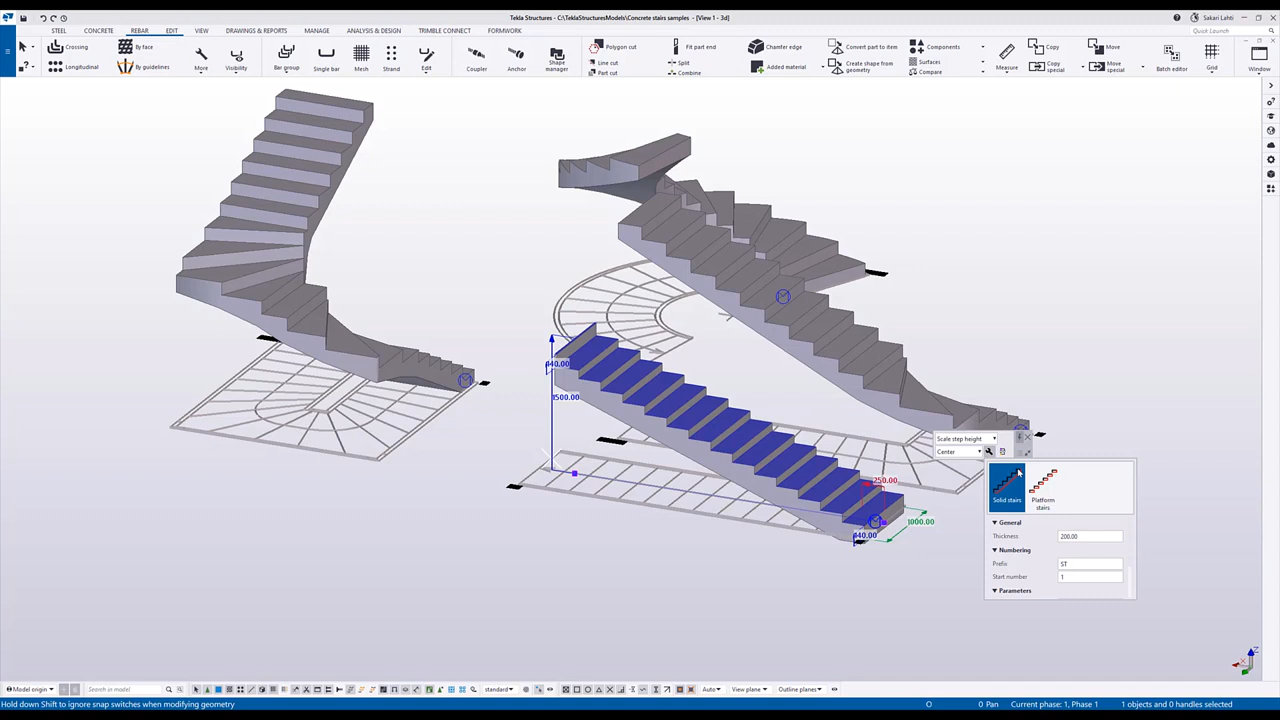 Tekla Structures - C:\TeklaStructuresModels\Concrete stairs samples - [View 1 - 3d]
Sakari Lahti
STEEL CONCRETE REBAR EDIT VIEW DRAWINGS & REPORTS MANAGE ANALYSIS & DESIGN TRIMBLE CONNECT FORMWORK
Quick Launch
Crossing
By face
Longitudinal
By guidelines
More
Visibility
Bar group
Single bar
Mesh
Strand
Edit
Coupler
Anchor
Shape manager
Polygon cut
Line cut
Part cut
Fit part end
Split
Combine
Chamfer edge
Added material
Convert part to item
Create shape from geometry
Components
Surfaces
Compare
Measure
Copy
Copy special
Move
Move special
Batch editor
Grid
Window
1500.00
250.00
1000.00
Scale step height
Center
Solid stairs
Platform stairs
General
Thickness 200.00
Numbering
Prefix ST
Start number 1
Parameters
Model origin
Search in model
standard
Auto
View plane
Outline planes
Hold down Shift to ignore snap switches when modifying geometry
O
0 Pan
Current phase: 1, Phase 1
1 objects and 0 handles selected